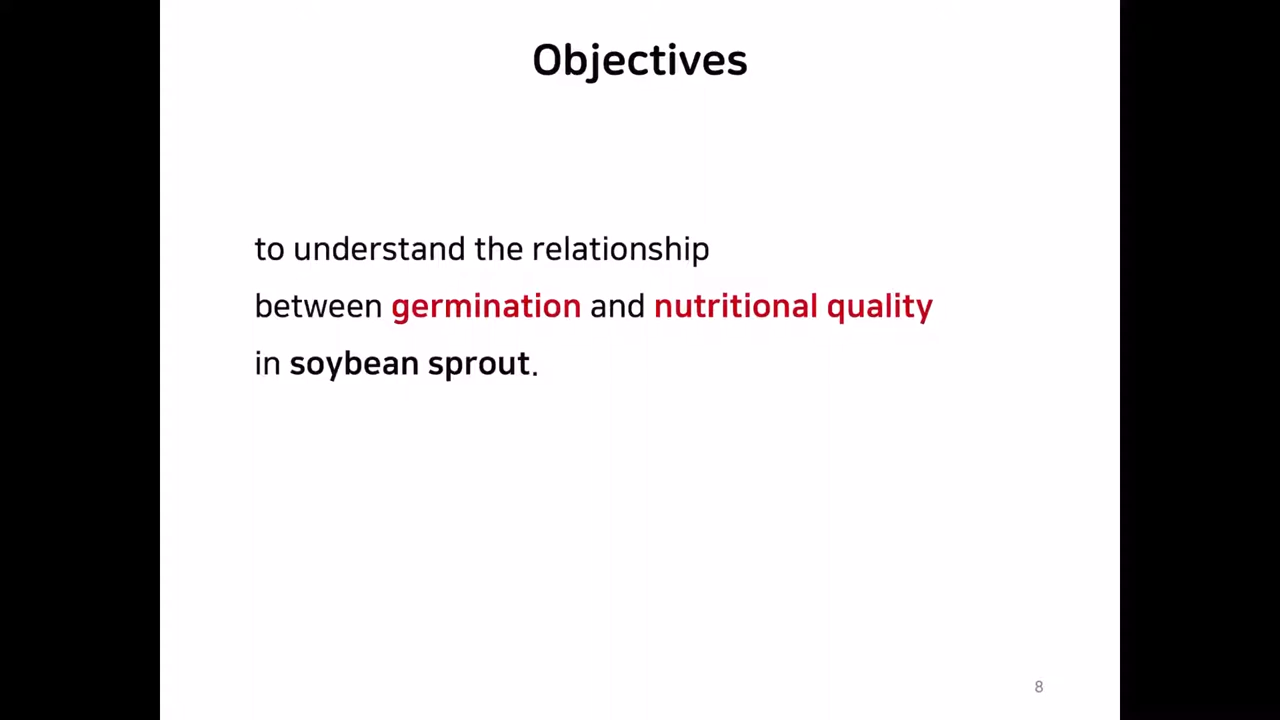 Objectives
to understand the relationship
between germination and nutritional quality
in soybean sprout.
8